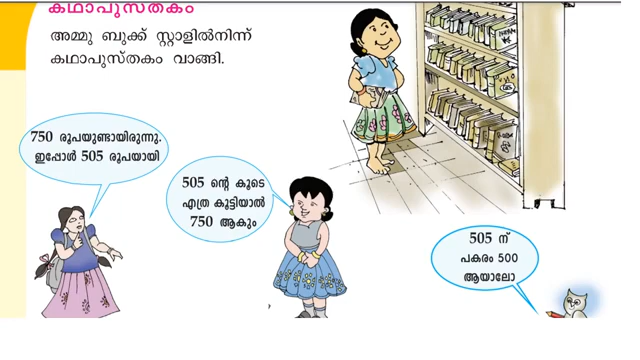 കഥാപുസ്തകം
അമ്മു ബുക്ക് സ്റ്റാളിൽനിന്ന്
കഥാപുസ്തകം വാങ്ങി.
750 രൂപയുണ്ടായിരുന്നു.
ഇപ്പോൾ 505 രൂപയായി
505 ന്റെ കൂടെ
എത്ര കൂട്ടിയാൽ
750 ആകും
505 ന്
പകരം 500
ആയാലോ